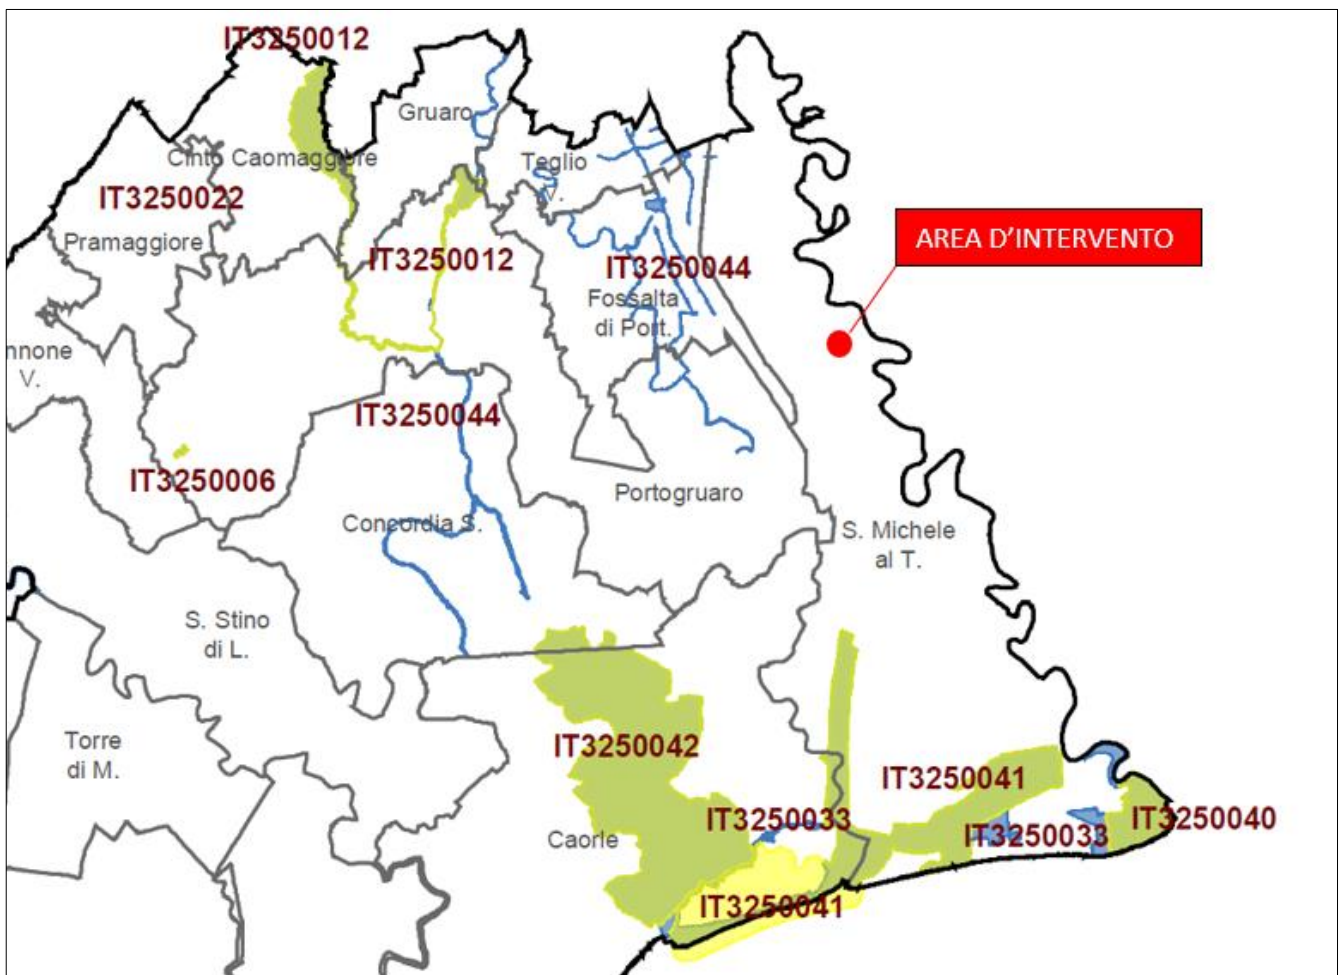 IT3250012
Gruaro
Cinto Caomaggiore
Teglio
V.
IT3250022
Pramaggiore
AREA D'INTERVENTO
IT3250012
IT3250044
Fossalta
di Port.
nnone
V.
IT3250044
IT3250006
Portogruaro
Concordia S.
S. Michele
al T.
S. Stino
di L.
Torre
di M.
IT3250042
IT3250041
IT3250033
IT3250040
IT3250033
Caorle
IT3250041